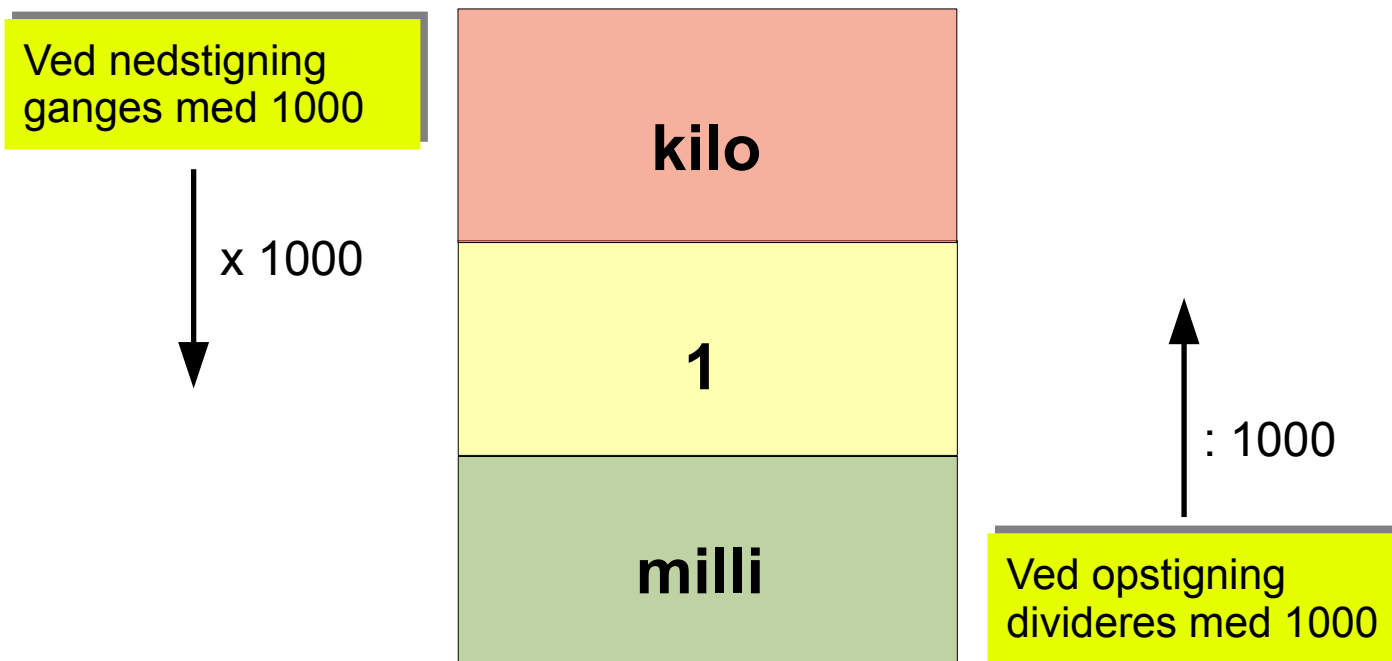 Ved nedstigning
ganges med 1000
x 1000
kilo
1
milli
: 1000
Ved opstigning
divideres med 1000